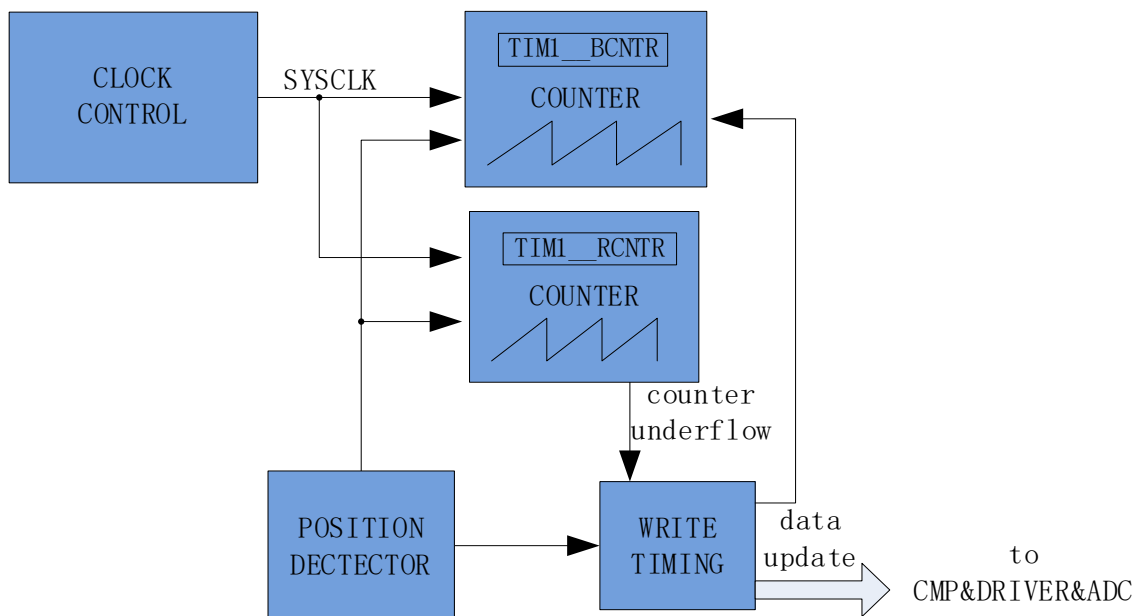 CLOCK
CONTROL
SYSCLK
TIM1__BCNTR
COUNTER
TIM1__RCNTR
COUNTER
counter
underflow
POSITION
DECTECTOR
WRITE
TIMING
data
update
to
CMP&DRIVER&ADC